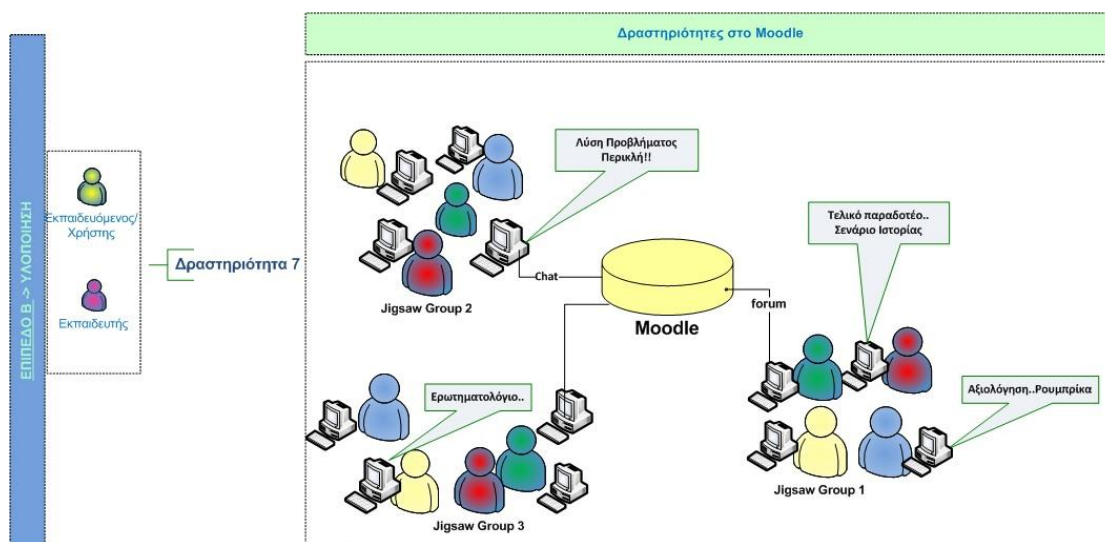 Δραστηριότητες στο Moodle
ΕΠΙΠΕΔΟ Β -> ΥΛΟΠΟΙΗΣΗ
Εκπαιδευόμενος/
Χρήστης
Εκπαιδευτής
Δραστηριότητα 7
Λύση Προβλήματος
Περικλή!!
Chat
Jigsaw Group 2
Moodle
forum
Τελικό παραδοτέο..
Σενάριο Ιστορίας
Αξιολόγηση..Ρουμπρίκα
Jigsaw Group 1
Ερωτηματολόγιο..
Jigsaw Group 3